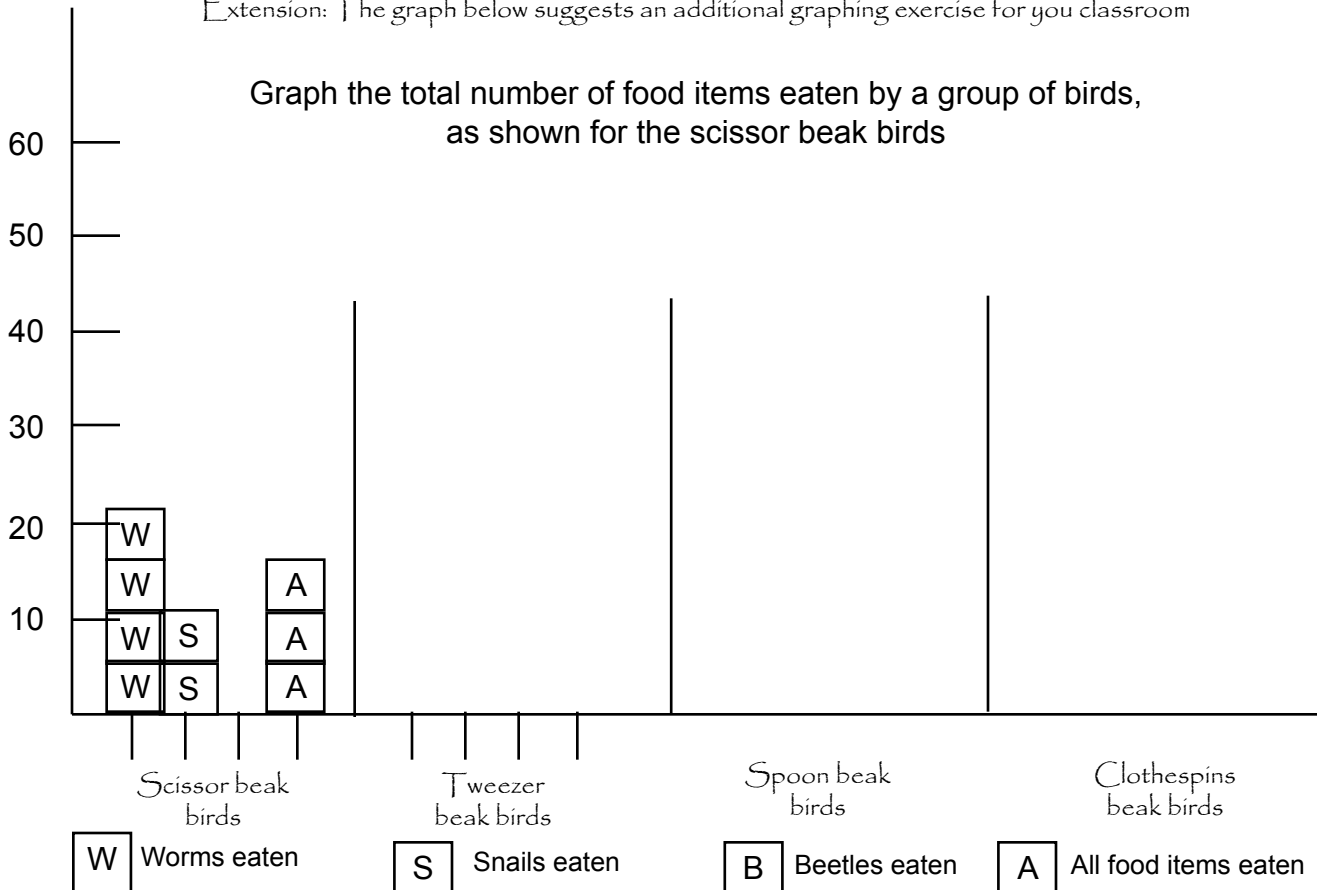 Extension: The graph below suggests an additional graphing exercise for you classroom
Graph the total number of food items eaten by a group of birds,
as shown for the scissor beak birds
60
50
40
30
20
10
W
W A
W S A
W S A
Scissor beak
birds
Tweezer
beak birds
Spoon beak
birds
Clothespins
beak birds
W Worms eaten
S Snails eaten
B Beetles eaten
A All food items eaten